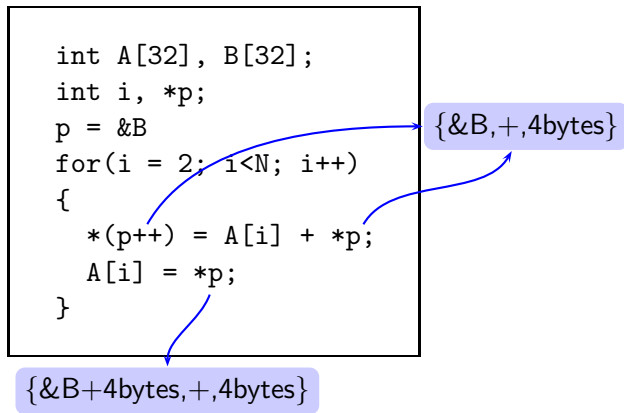 int A[32], B[32];
int i, *p;
p = &B
for(i = 2; i<N; i++)
{
*(p++) = A[i] + *p;
A[i] = *p;
}
{&B,+,4bytes}
{&B+4bytes,+,4bytes}